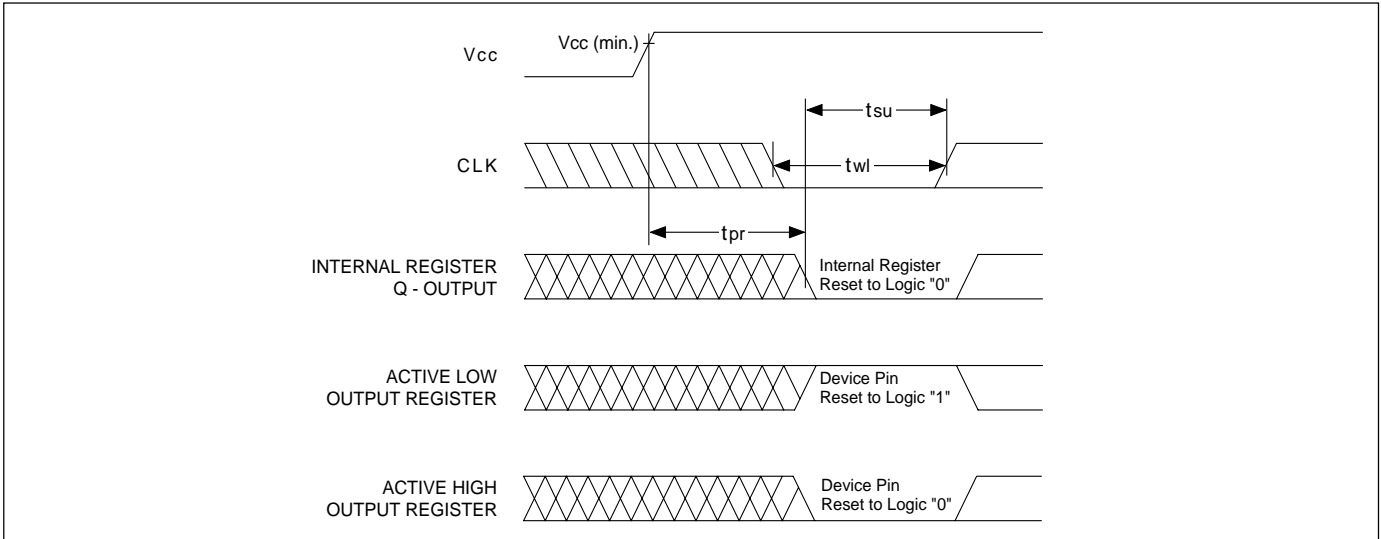 Vcc
Vcc (min.)
tsu
CLK
twl
tpr
INTERNAL REGISTER
Q - OUTPUT
Internal Register
Reset to Logic "0"
ACTIVE LOW
OUTPUT REGISTER
Device Pin
Reset to Logic "1"
ACTIVE HIGH
OUTPUT REGISTER
Device Pin
Reset to Logic "0"